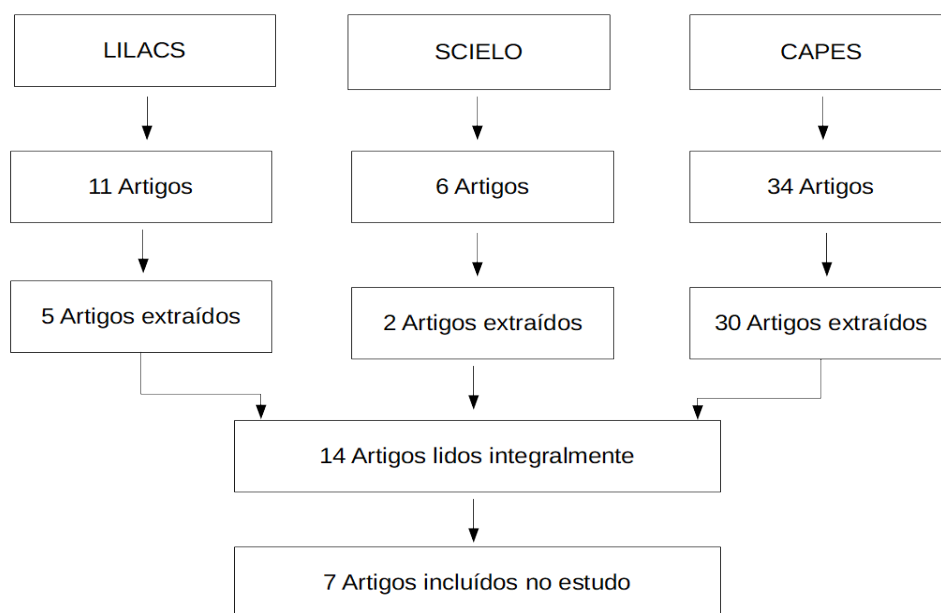 LILACS
SCIELO
CAPES
11 Artigos
6 Artigos
34 Artigos
5 Artigos extraídos
2 Artigos extraídos
30 Artigos extraídos
14 Artigos lidos integralmente
7 Artigos incluídos no estudo